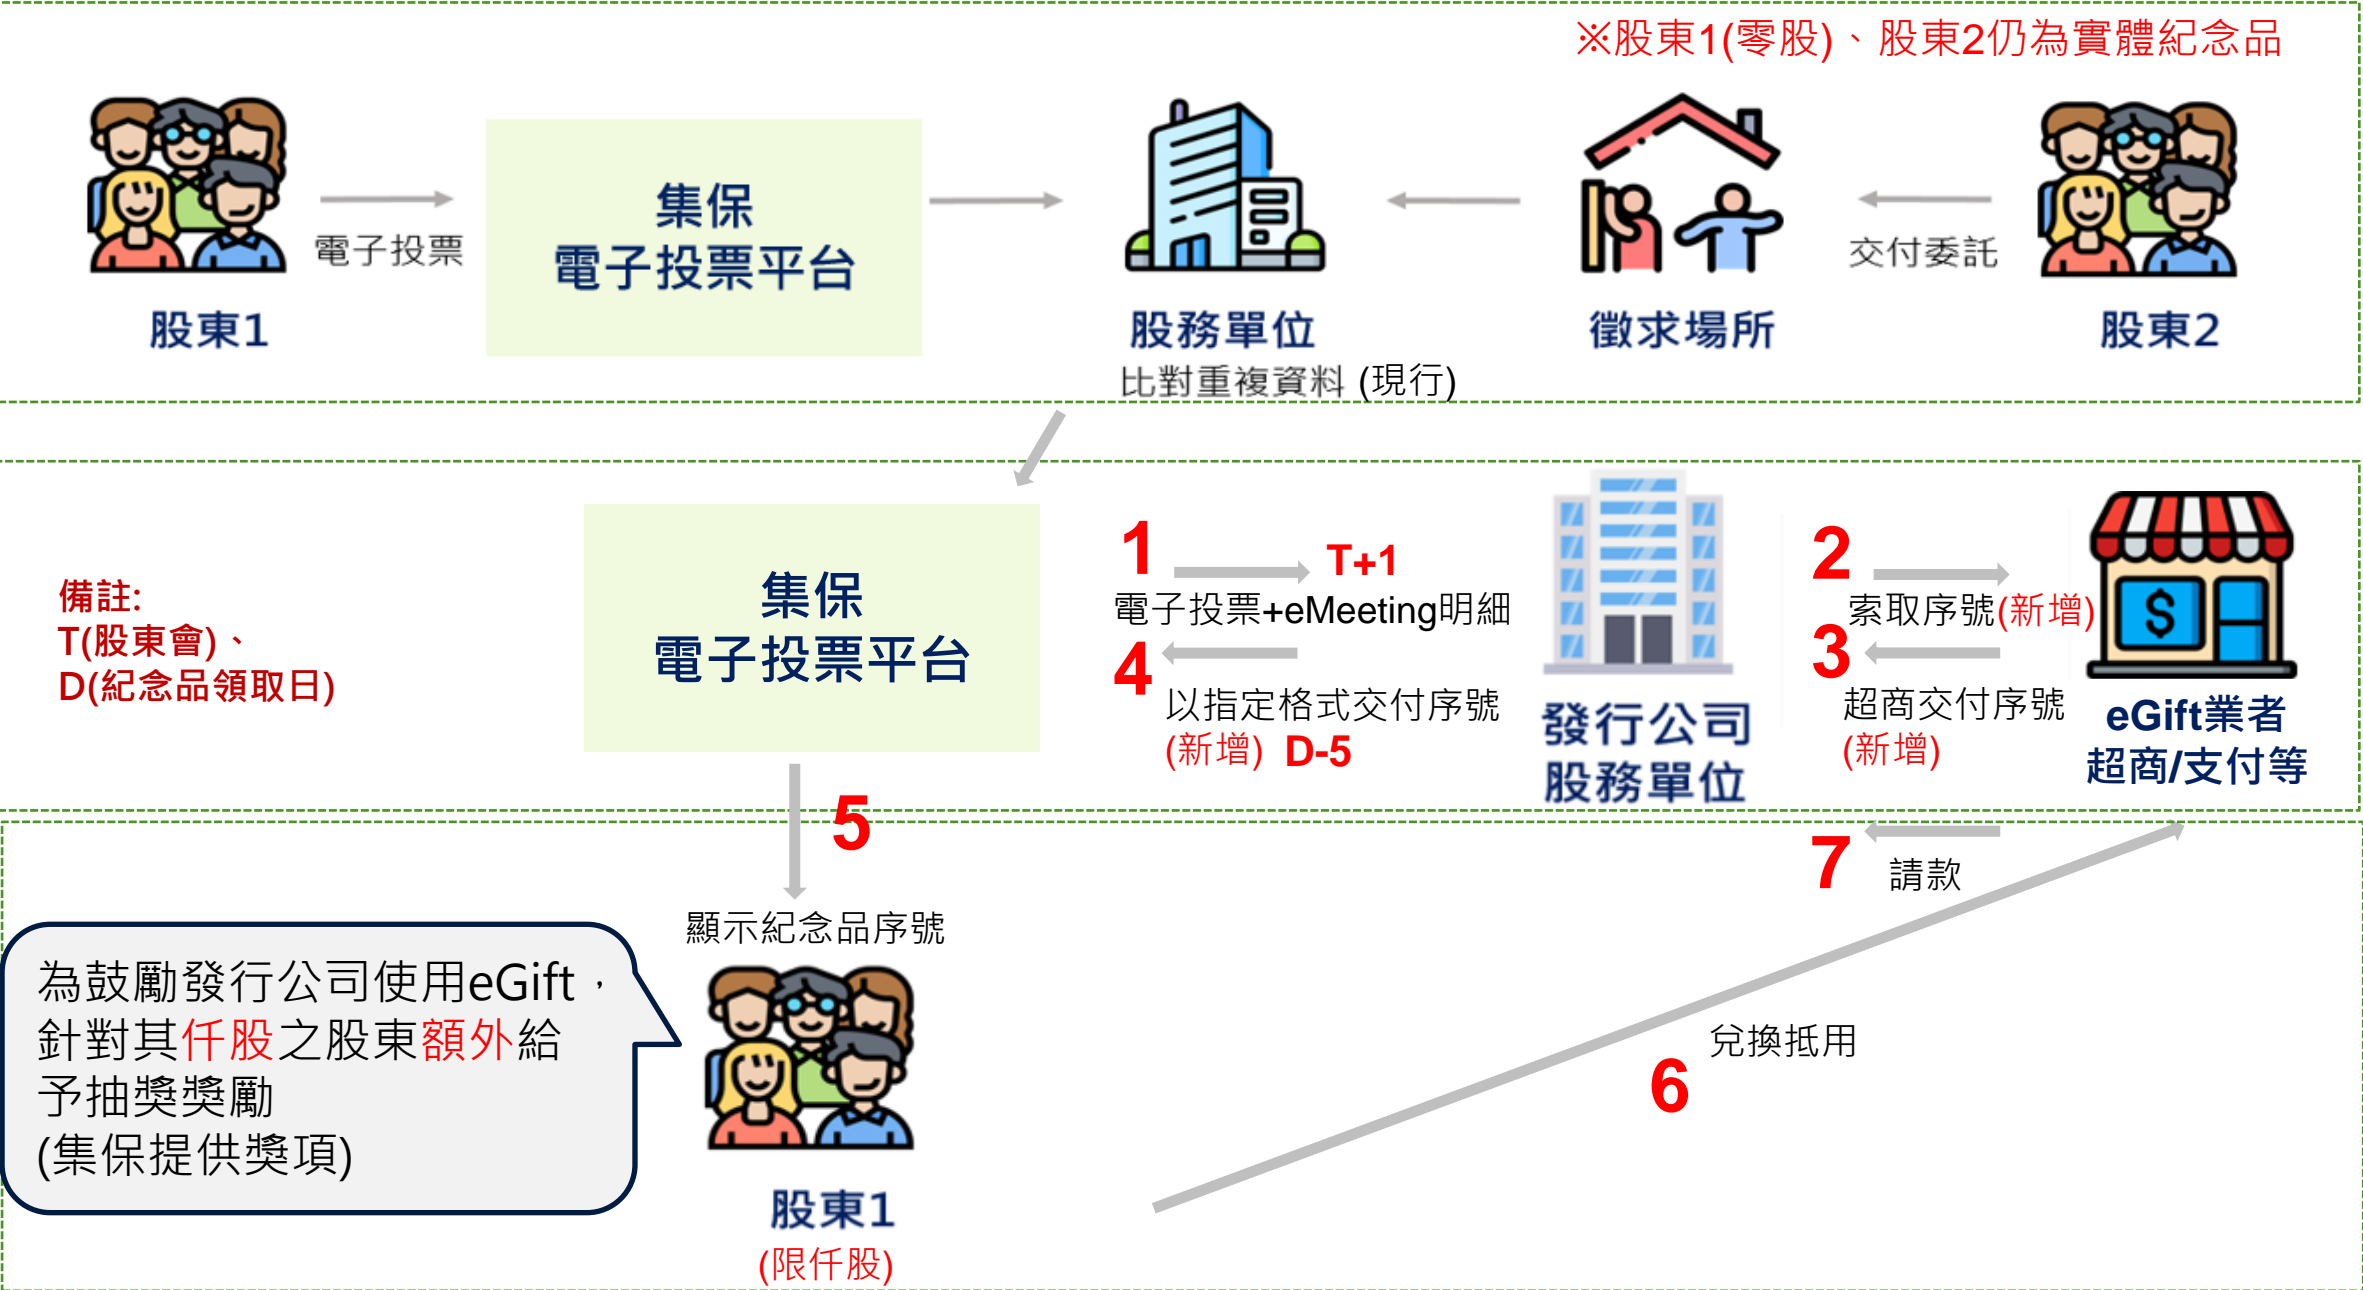 ※股東1(零股)、股東2仍為實體紀念品
電子投票
股東1
集保
電子投票平台
股務單位
比對重複資料 (現行)
徵求場所
交付委託
股東2
備註:
T(股東會)、
D(紀念品領取日)
集保
電子投票平台
1
T+1
電子投票+eMeeting明細
4
以指定格式交付序號
(新增) D-5
發行公司
股務單位
2
索取序號(新增)
3
超商交付序號
(新增)
eGift業者
超商/支付等
5
顯示紀念品序號
7
請款
為鼓勵發行公司使用eGift，
針對其仟股之股東額外給
予抽獎獎勵
(集保提供獎項)
兌換抵用
6
股東1
(限仟股)